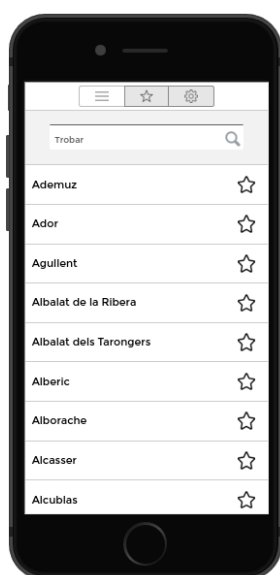 Trobar
Ademuz
Ador
Agullent
Albalat de la Ribera
Albalat dels Tarongers
Alberic
Alborache
Alcasser
Alcublas